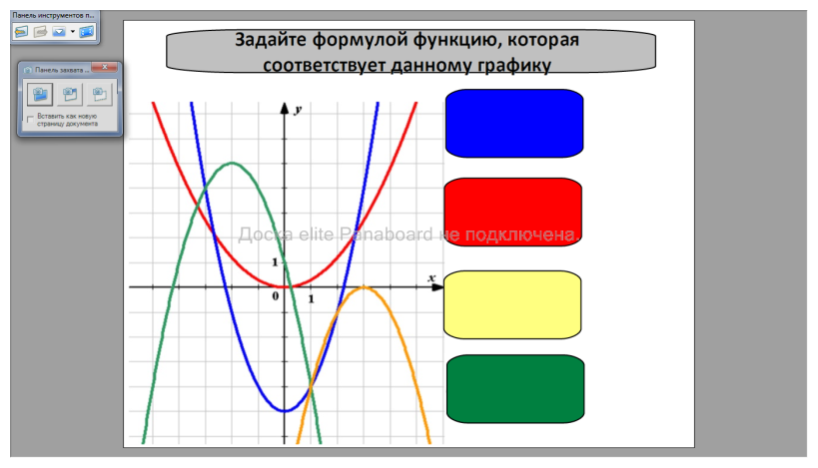 Панель инструментов п...
Задайте формулой функцию, которая
соответствует данному графику
Панель захвата ...
Вставить как новую
страницу документа
y
Доска elite Panaboard не подключена.
1
x
0
1